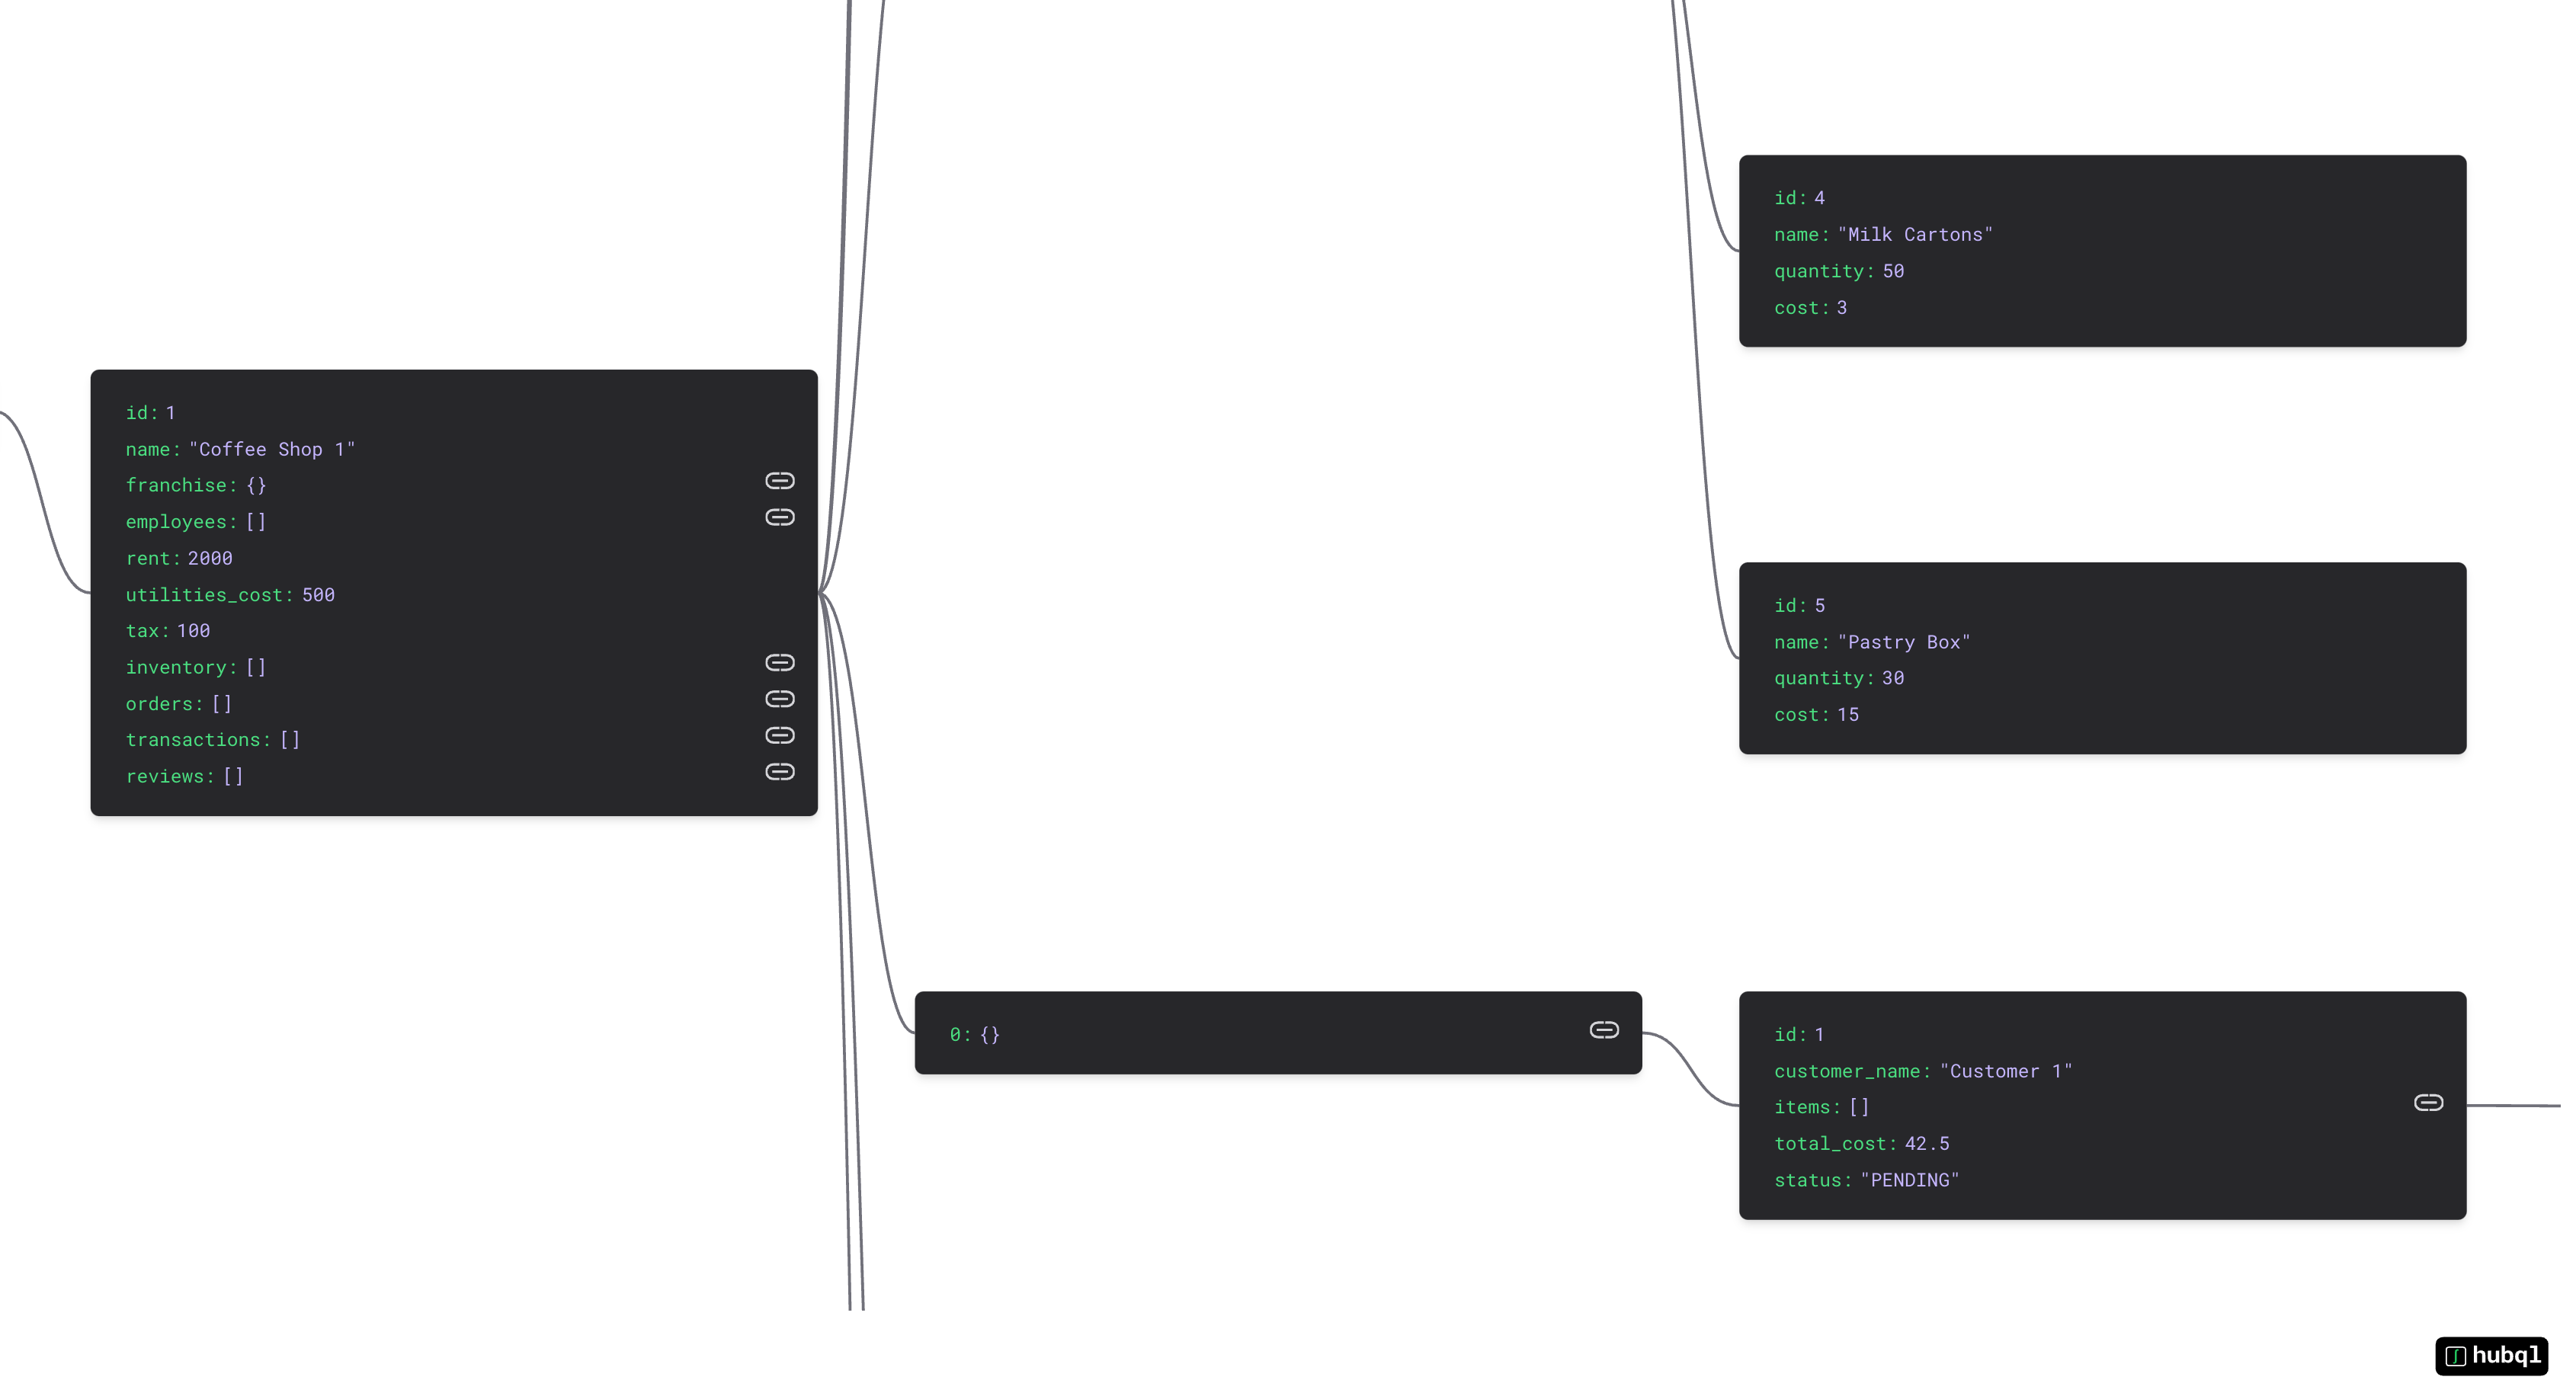 id: 4
name: "Milk Cartons"
quantity: 50
cost: 3
id: 1
name: "Coffee Shop 1"
franchise: {}
employees: []
rent: 2000
utilities_cost: 500
tax: 100
inventory: []
orders: []
transactions: []
reviews: []
id: 5
name: "Pastry Box"
quantity: 30
cost: 15
0: {}
id: 1
customer_name: "Customer 1"
items: []
total_cost: 42.5
status: "PENDING"
hubql